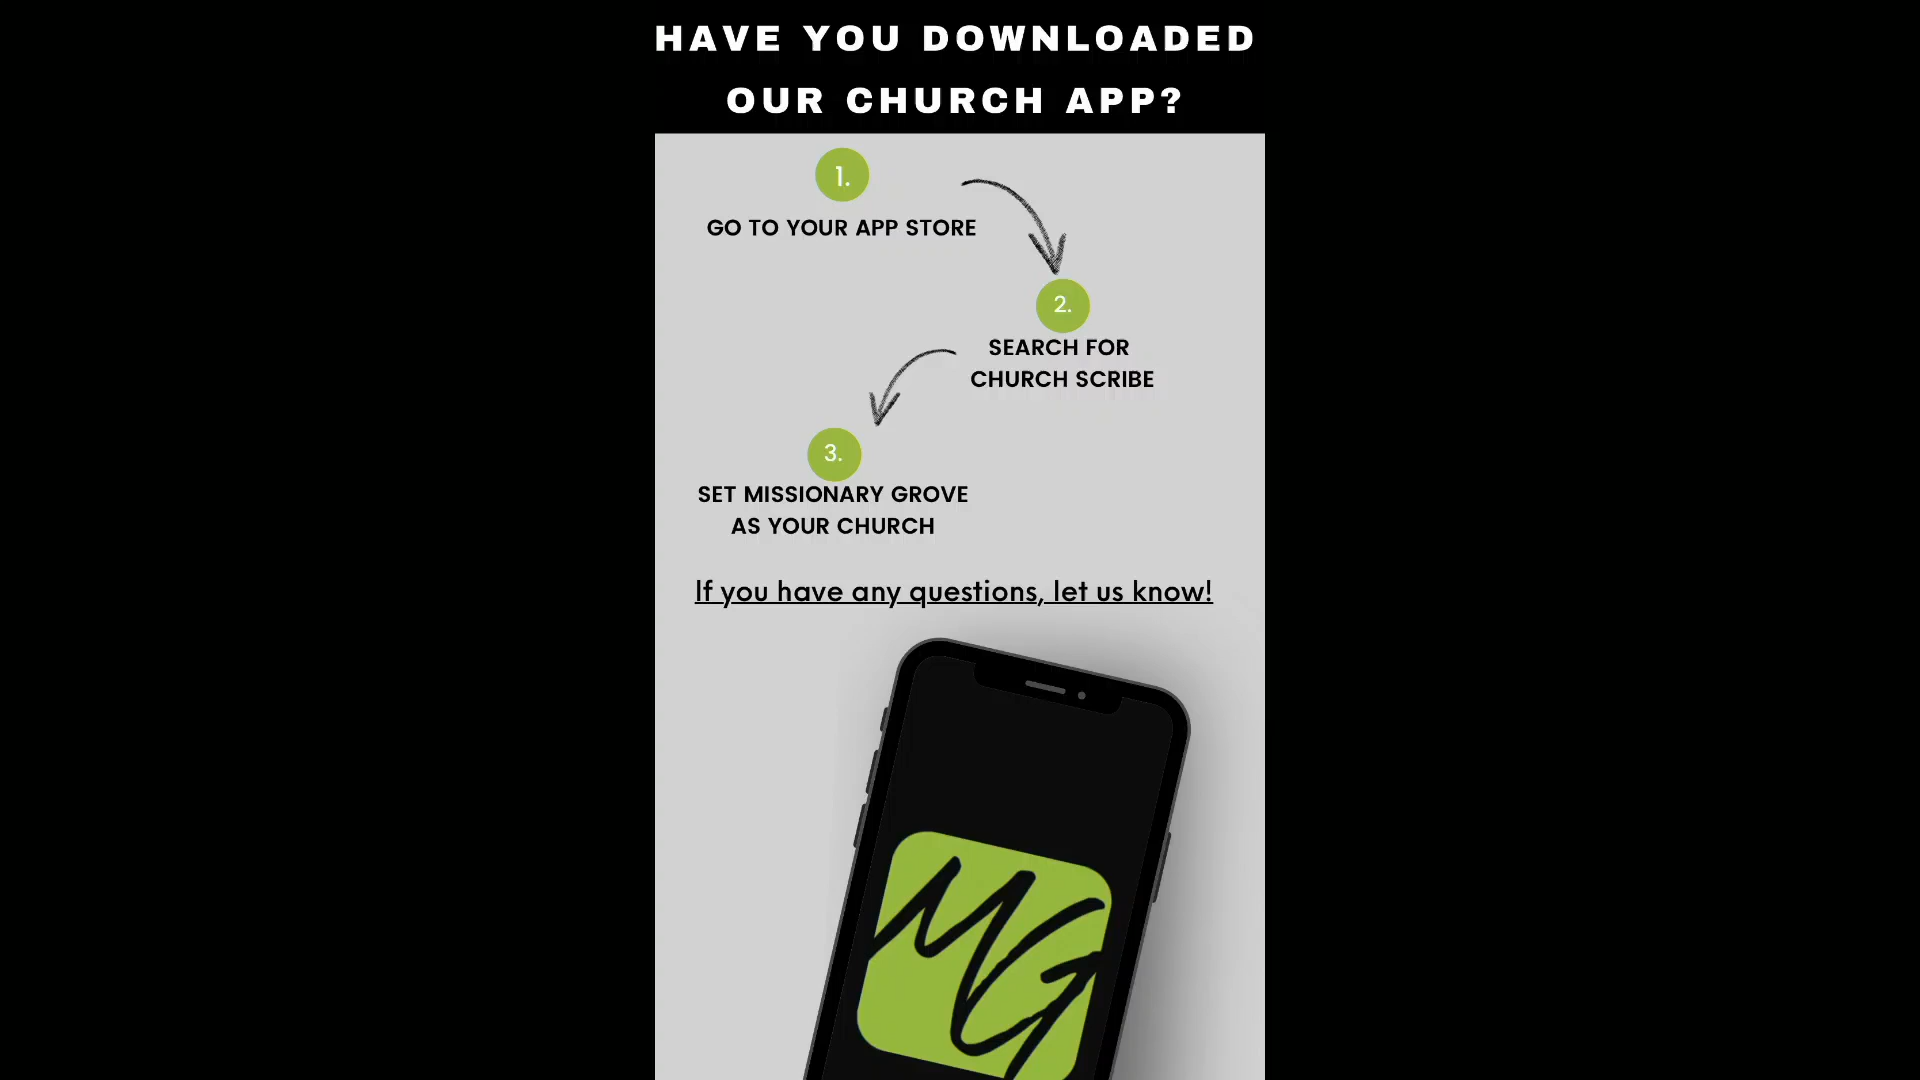 HAVE YOU DOWNLOADED
OUR CHURCH APP?
1.
GO TO YOUR APP STORE
2.
SEARCH FOR
CHURCH SCRIBE
3.
SET MISSIONARY GROVE
AS YOUR CHURCH
If you have any questions, let us know!
MG